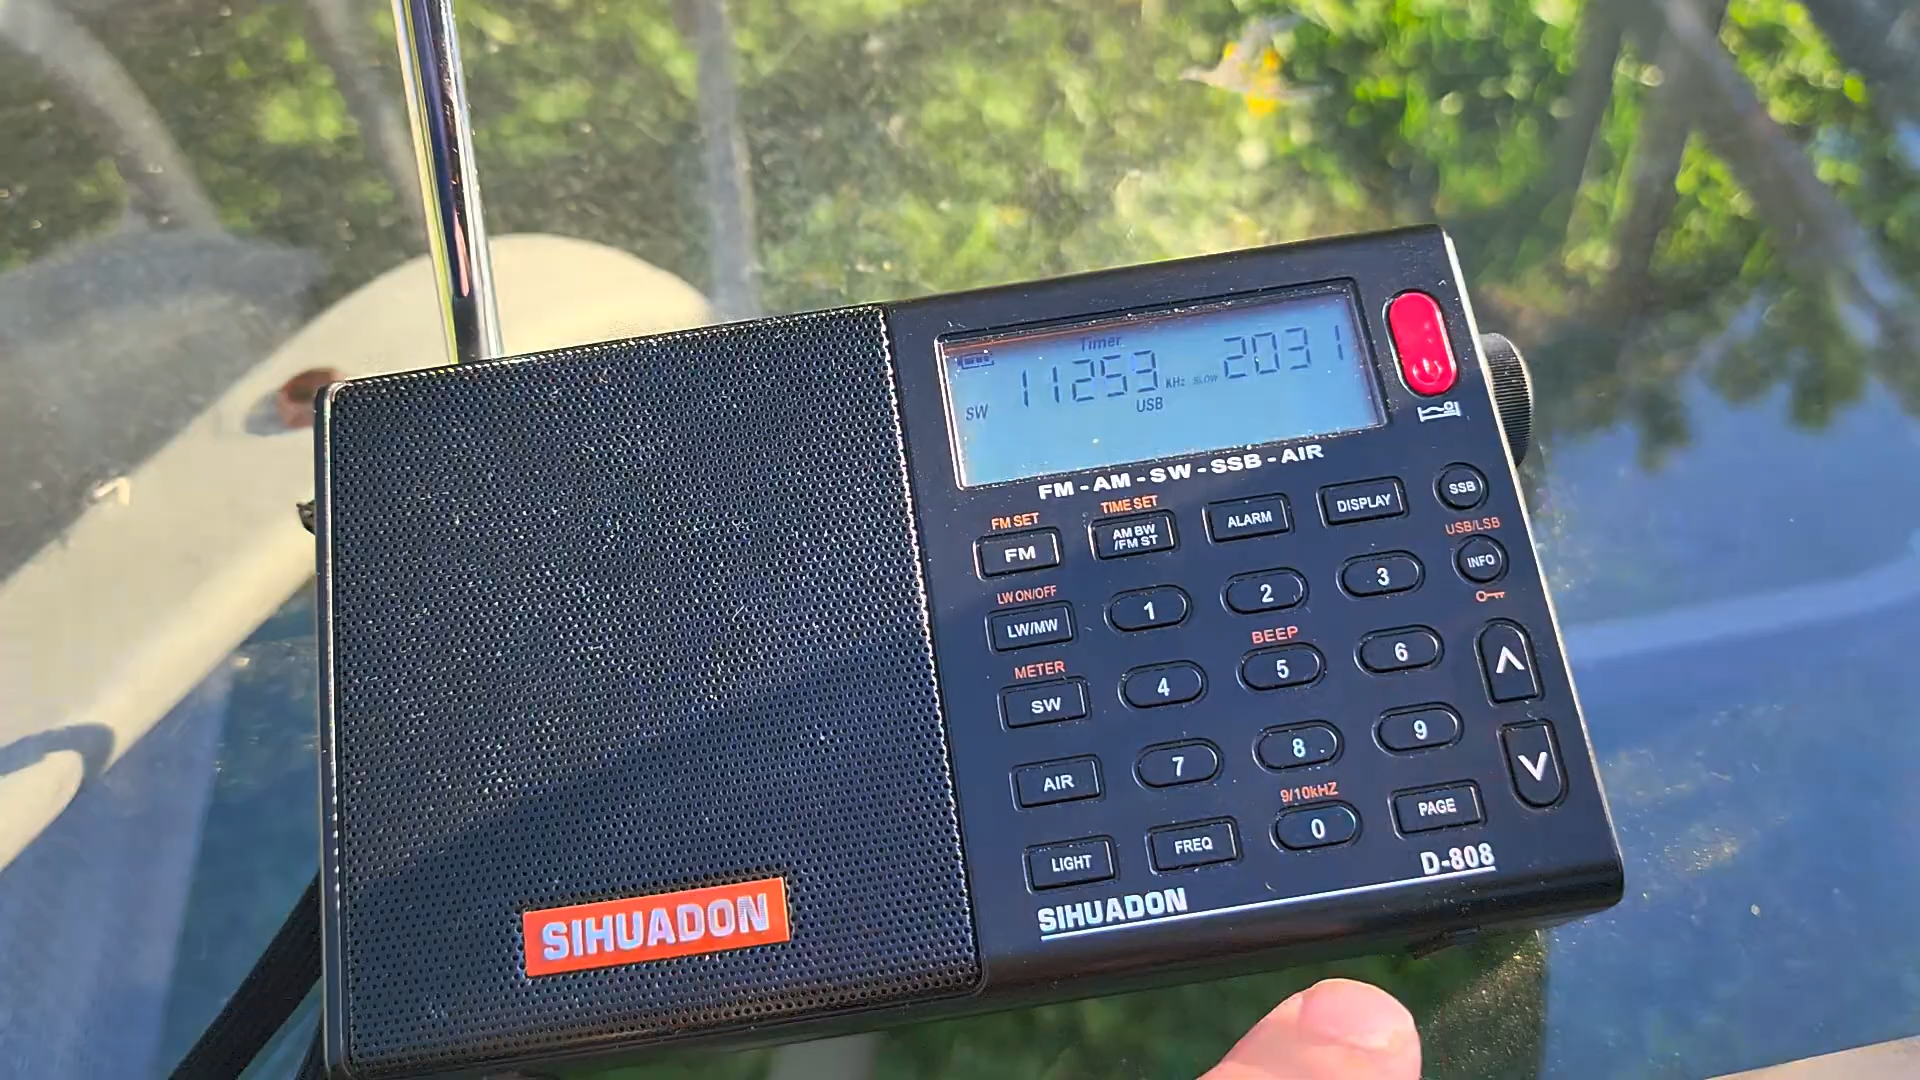 Timer
11259 KHz SLOW 2031
SW USB
FM - AM - SW - SSB - AIR
FM SET
FM
TIME SET
AM BW
/FM ST
ALARM
DISPLAY
SSB
USB/LSB
INFO
LW ON/OFF
LW/MW
1
2
3
METER
SW
4
BEEP
5
6
AIR
7
8
9
LIGHT
FREQ
9/10kHZ
0
PAGE
D-808
SIHUADON
SIHUADON